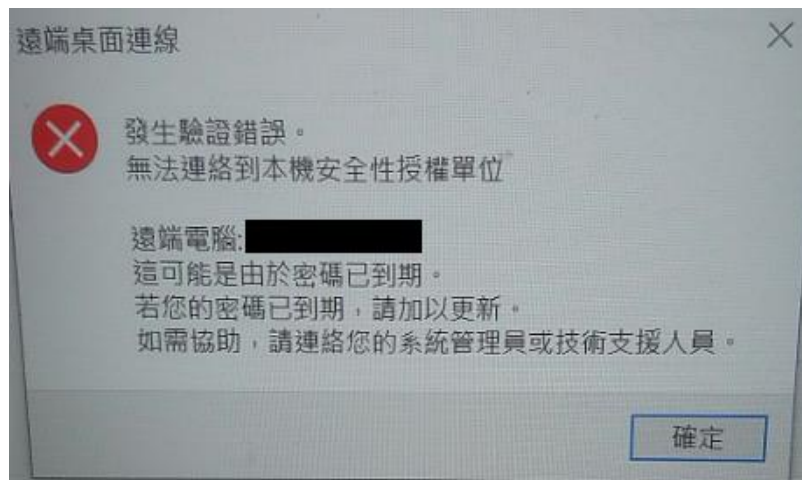 遠端桌面連線
發生驗證錯誤。
無法連絡到本機安全性授權單位
遠端電腦:
這可能是由於密碼已到期。
若您的密碼已到期，請加以更新。
如需協助，請連絡您的系統管理員或技術支援人員。
確定